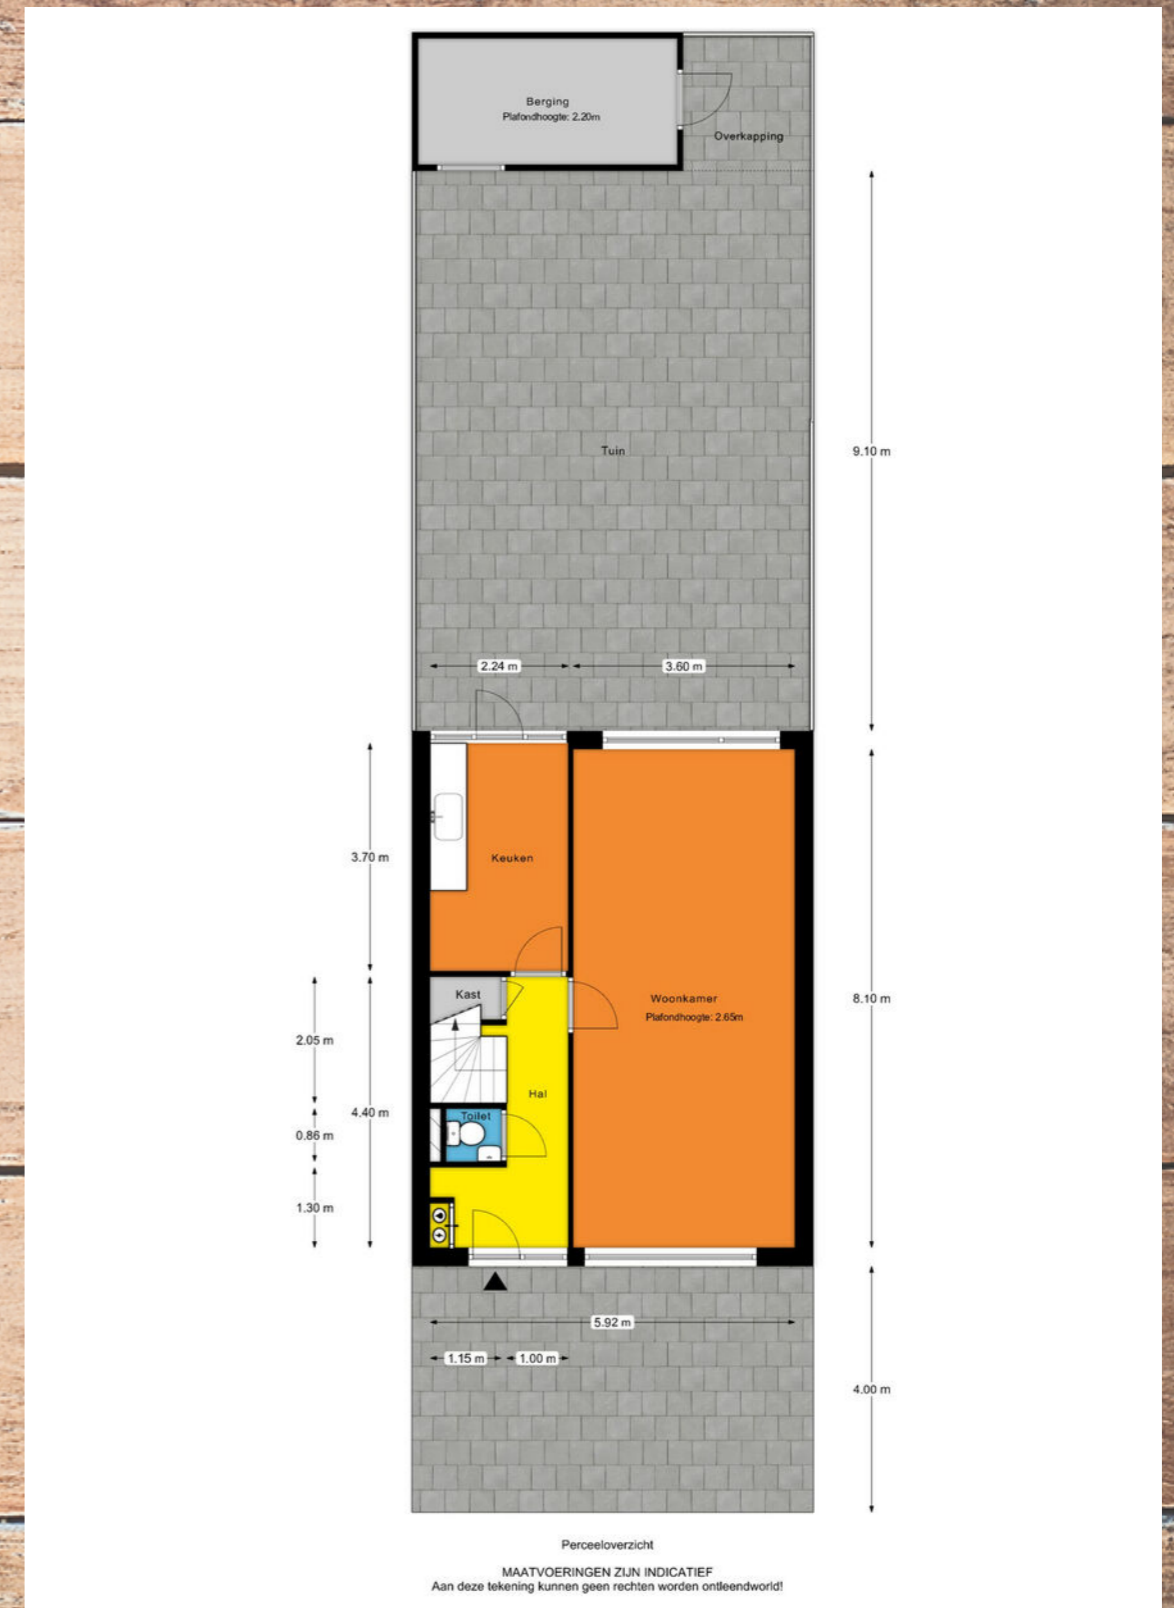 Berging
Plafondhoogte: 2.20m
Overkapping
Tuin
9.10 m
2.24 m
3.60 m
3.70 m
Keuken
Kast
Woonkamer
Plafondhoogte: 2.65m
8.10 m
2.05 m
Hal
4.40 m
Toilet
0.86 m
1.30 m
5.92 m
1.15 m
1.00 m
4.00 m
Perceeloverzicht
MAATVOERINGEN ZIJN INDICATIEF
Aan deze tekening kunnen geen rechten worden ontleendworld!